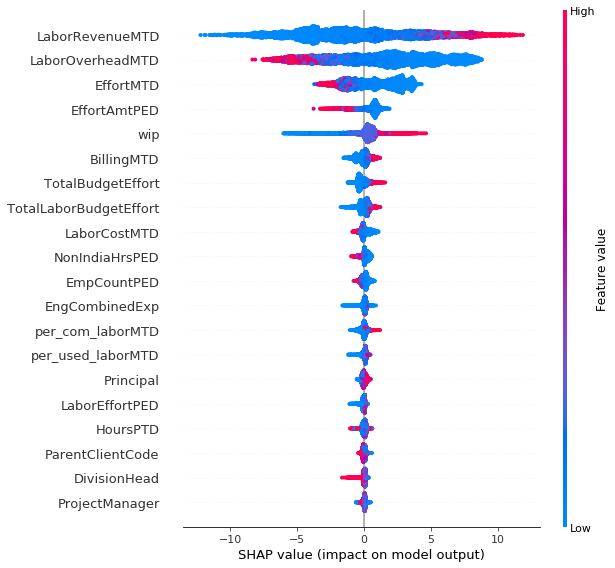 High
LaborRevenueMTD
LaborOverheadMTD
EffortMTD
EffortAmtPED
wip
BillingMTD
TotalBudgetEffort
TotalLaborBudgetEffort
LaborCostMTD
NonIndiaHrsPED
EmpCountPED
EngCombinedExp
per_com_laborMTD
per_used_laborMTD
Principal
LaborEffortPED
HoursPTD
ParentClientCode
DivisionHead
ProjectManager
Feature value
Low
−10 −5 0 5 10
SHAP value (impact on model output)